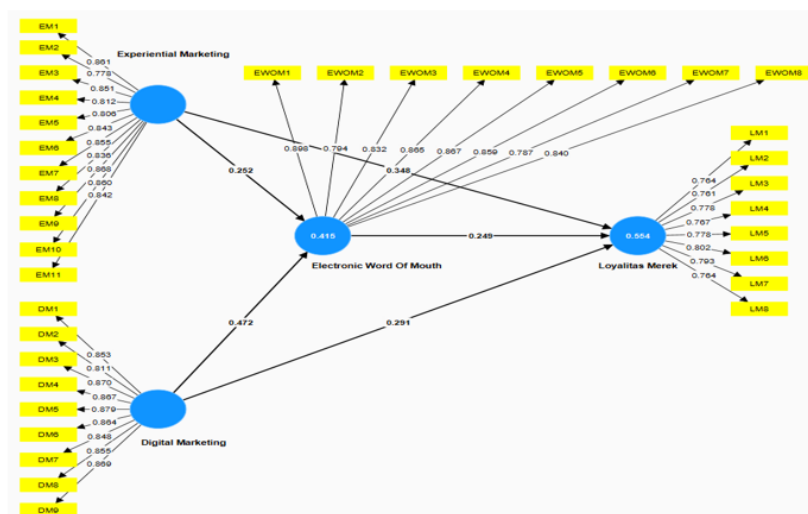 EM1
EM2
EM3
EM4
EM5
EM6
EM7
EM8
EM9
EM10
EM11
0.861
0.778
0.851
0.812
0.806
0.843
0.855
0.836
0.868
0.860
0.842
Experiential Marketing
EWOM1
EWOM2
EWOM3
EWOM4
EWOM5
EWOM6
EWOM7
EWOM8
0.898
0.794
0.832
0.865
0.867
0.859
0.787
0.840
0.252
0.348
0.415
Electronic Word Of Mouth
0.249
0.554
Loyalitas Merek
0.764
0.761
0.778
0.767
0.778
0.802
0.793
0.764
LM1
LM2
LM3
LM4
LM5
LM6
LM7
LM8
0.472
0.291
DM1
DM2
DM3
DM4
DM5
DM6
DM7
DM8
DM9
0.853
0.811
0.870
0.867
0.879
0.864
0.848
0.855
0.869
Digital Marketing